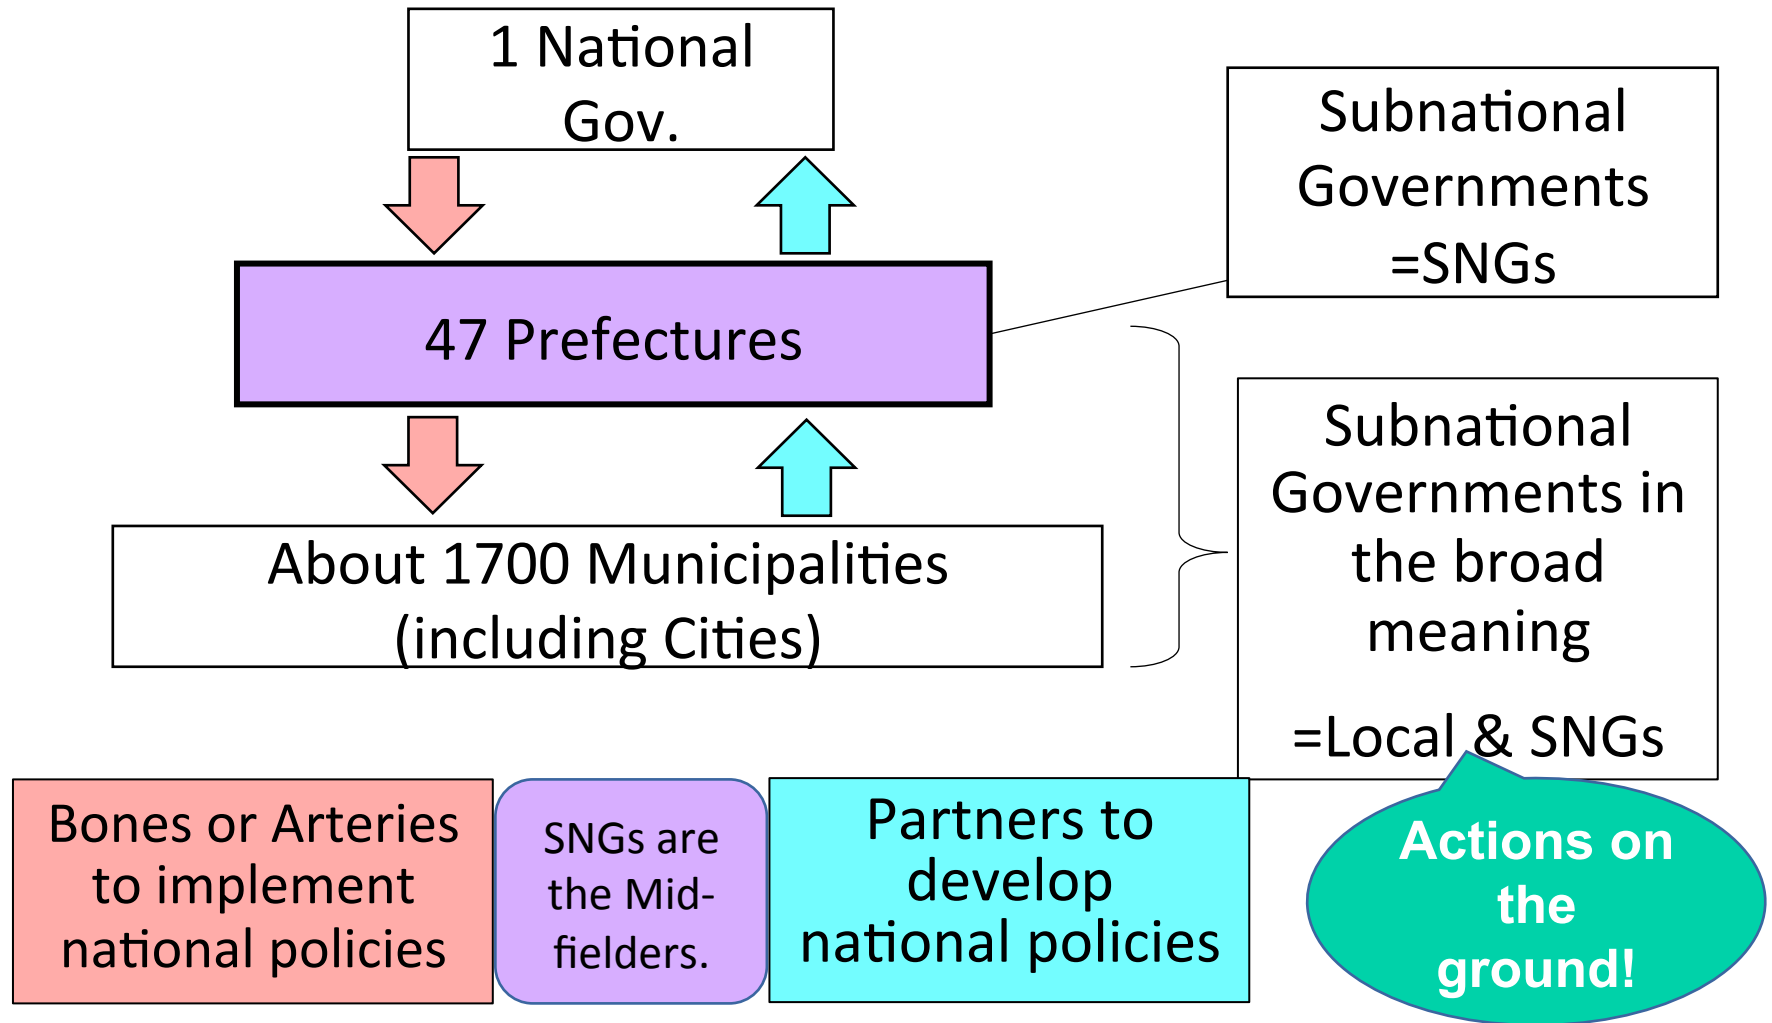 1 National
Gov.
Subnational
Governments
=SNGs
47 Prefectures
Subnational
Governments in
the broad
meaning
=Local & SNGs
About 1700 Municipalities
(including Cities)
Bones or Arteries
to implement
national policies
SNGs are
the Mid-
fielders.
Partners to
develop
national policies
Actions on
the
ground!